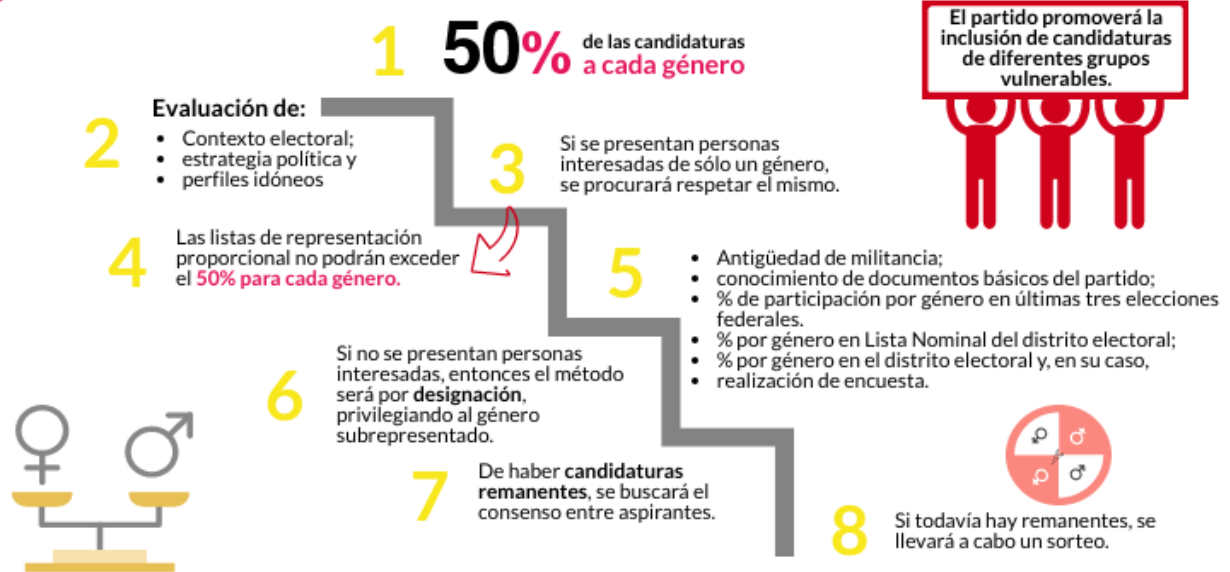 1
50% de las candidaturas
a cada género
El partido promoverá la
inclusión de candidaturas
de diferentes grupos
vulnerables.
2
Evaluación de:
• Contexto electoral;
• estrategia política y
• perfiles idóneos
3
Si se presentan personas
interesadas de sólo un género,
se procurará respetar el mismo.
4
Las listas de representación
proporcional no podrán exceder
el 50% para cada género.
5
• Antigüedad de militancia;
• conocimiento de documentos básicos del partido;
• % de participación por género en últimas tres elecciones
federales.
• % por género en Lista Nominal del distrito electoral;
• % por género en el distrito electoral y, en su caso,
• realización de encuesta.
6
Si no se presentan personas
interesadas, entonces el método
será por designación,
privilegiando al género
subrepresentado.
7
De haber candidaturas
remanentes, se buscará el
consenso entre aspirantes.
8
Si todavía hay remanentes, se
llevará a cabo un sorteo.